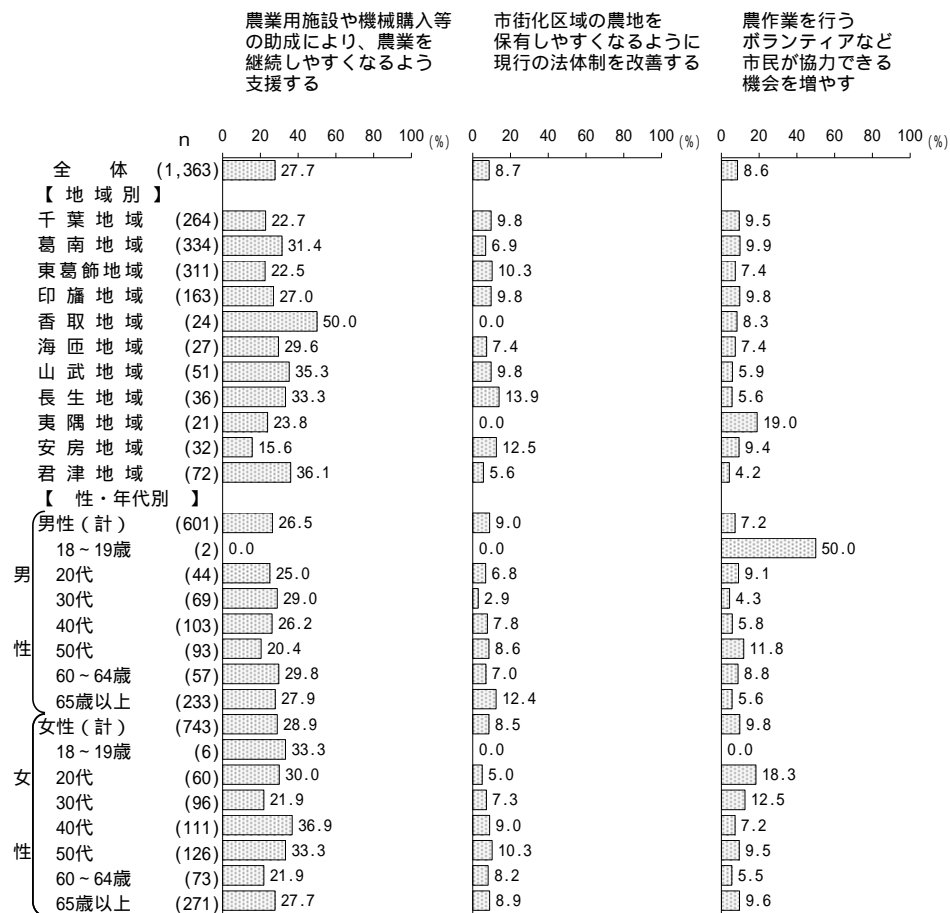 農業用施設や機械購入等
の助成により、農業を
継続しやすくなるよう
支援する
市街化区域の農地を
保有しやすくなるように
現行の法体制を改善する
農作業を行う
ボランティアなど
市民が協力できる
機会を増やす
n 0 20 40 60 80 100 (%) 0 20 40 60 80 100 (%) 0 20 40 60 80 100 (%)
全 体 (1,363) 27.7 8.7 8.6
【 地 域 別 】
千 葉 地 域 (264) 22.7 9.8 9.5
葛 南 地 域 (334) 31.4 6.9 9.9
東葛飾地域 (311) 22.5 10.3 7.4
印 旛 地 域 (163) 27.0 9.8 9.8
香 取 地 域 (24) 50.0 0.0 8.3
海 匝 地 域 (27) 29.6 7.4 7.4
山 武 地 域 (51) 35.3 9.8 5.9
長 生 地 域 (36) 33.3 13.9 5.6
夷 隅 地 域 (21) 23.8 0.0 19.0
安 房 地 域 (32) 15.6 12.5 9.4
君 津 地 域 (72) 36.1 5.6 4.2
【 性・年代別 】
男性(計) (601) 26.5 9.0 7.2
18~19歳 (2) 0.0 0.0 50.0
男 20代 (44) 25.0 6.8 9.1
30代 (69) 29.0 2.9 4.3
40代 (103) 26.2 7.8 5.8
性 50代 (93) 20.4 8.6 11.8
60~64歳 (57) 29.8 7.0 8.8
65歳以上 (233) 27.9 12.4 5.6
女性(計) (743) 28.9 8.5 9.8
18~19歳 (6) 33.3 0.0 0.0
女 20代 (60) 30.0 5.0 18.3
30代 (96) 21.9 7.3 12.5
40代 (111) 36.9 9.0 7.2
性 50代 (126) 33.3 10.3 9.5
60~64歳 (73) 21.9 8.2 5.5
65歳以上 (271) 27.7 8.9 9.6